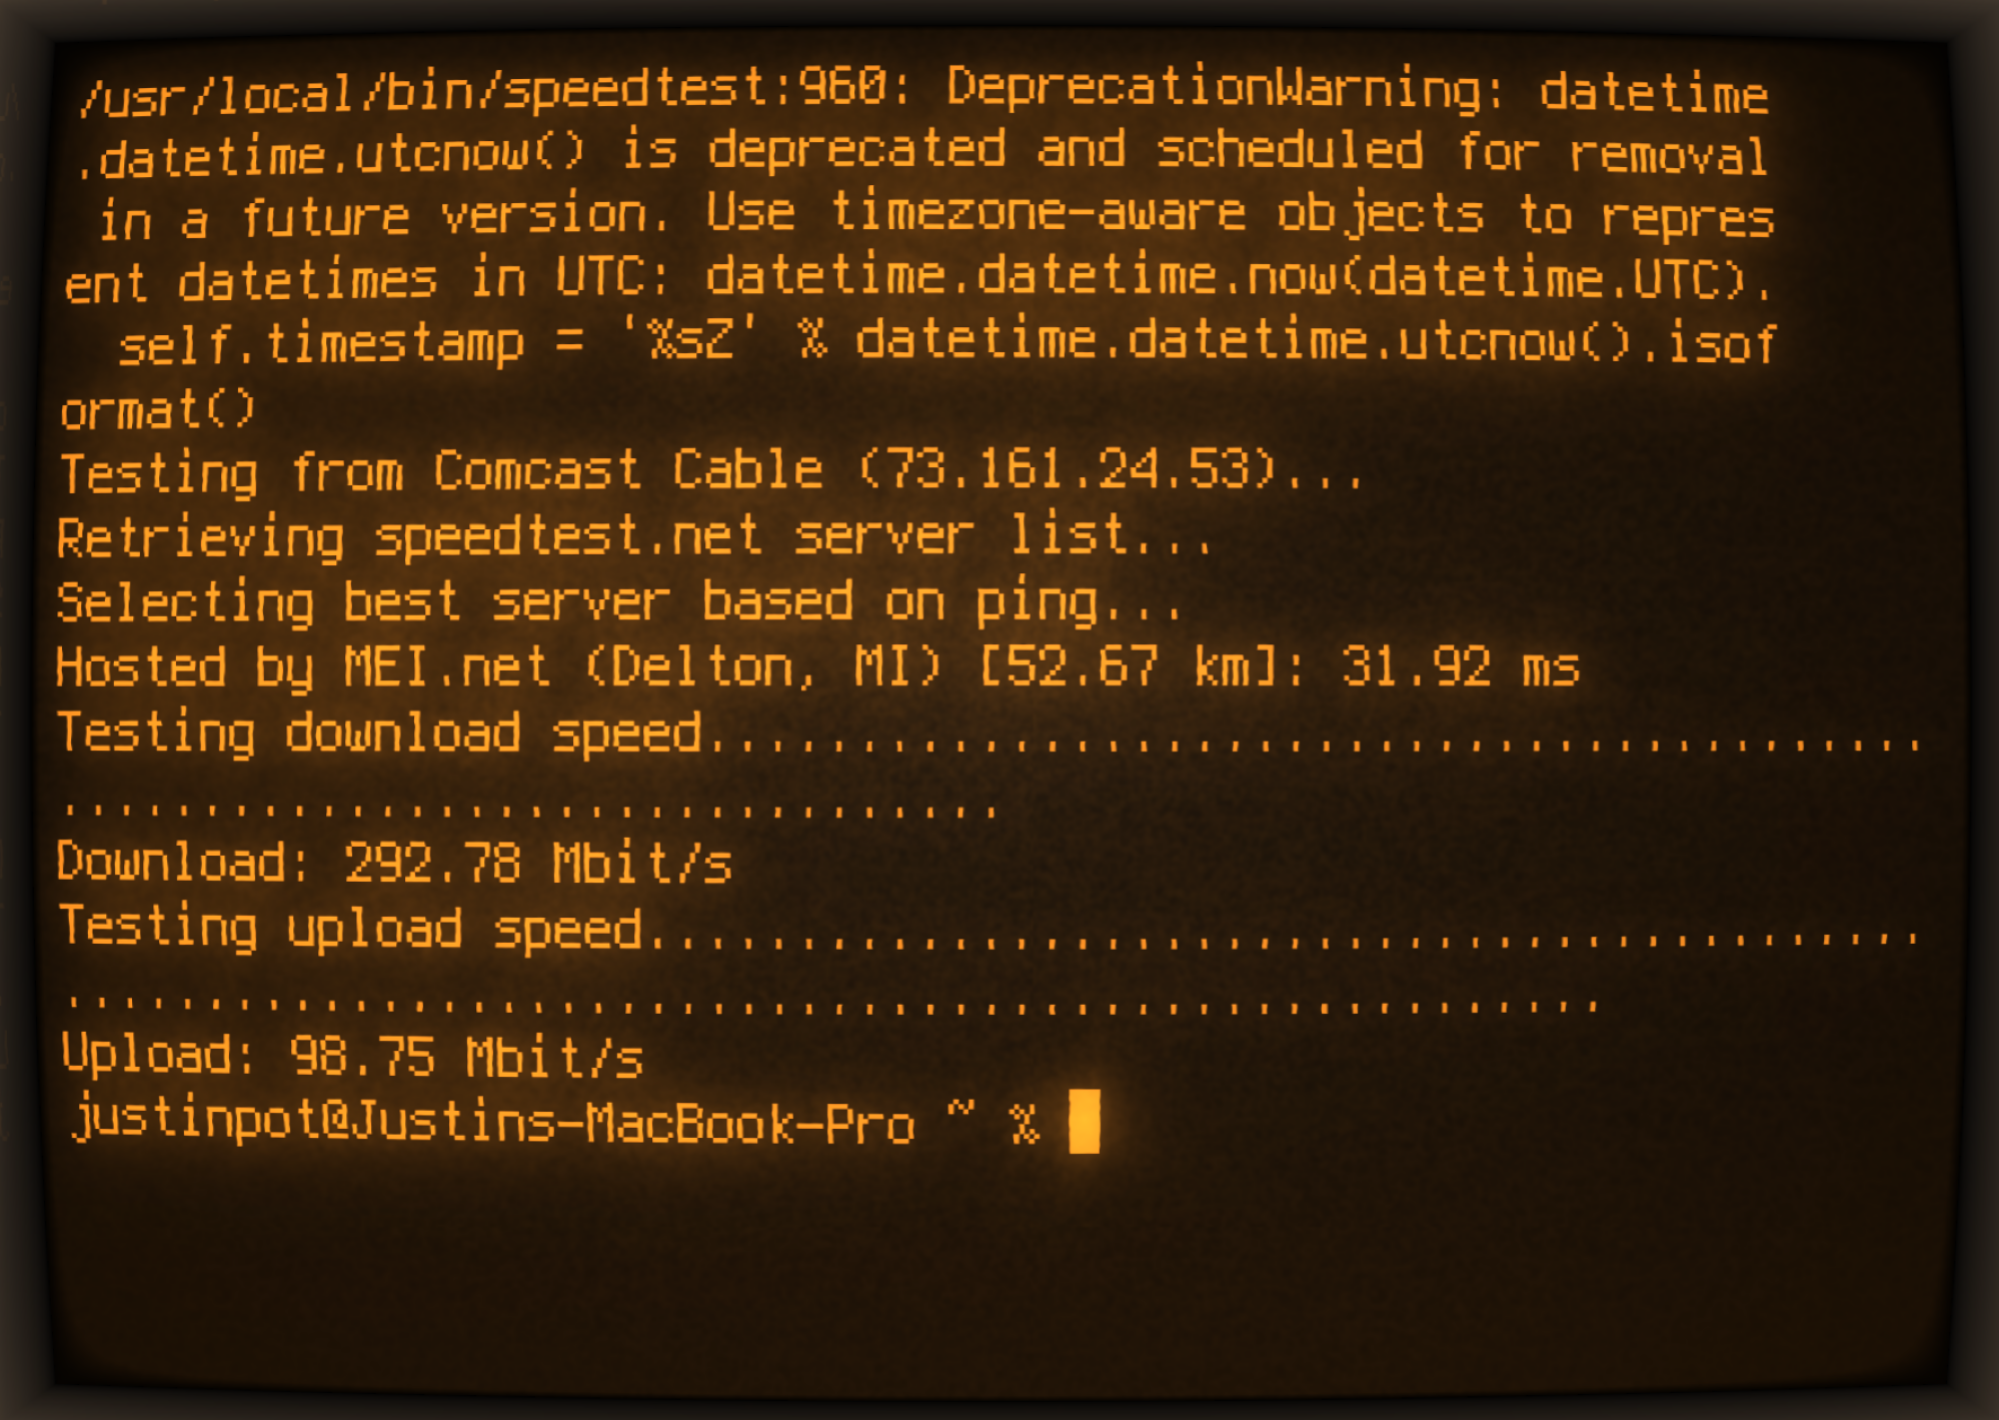 /usr/local/bin/speedtest:960: DeprecationWarning: datetime
.datetime.utcnow() is deprecated and scheduled for removal
 in a future version. Use timezone-aware objects to repres
ent datetimes in UTC: datetime.datetime.now(datetime.UTC).
  self.timestamp = '%sZ' % datetime.datetime.utcnow().isof
ormat()
Testing from Comcast Cable (73.161.24.53)...
Retrieving speedtest.net server list...
Selecting best server based on ping...
Hosted by MEI.net (Delton, MI) [52.67 km]: 31.92 ms
Testing download speed.........................................
................................
Download: 292.78 Mbit/s
Testing upload speed...........................................
....................................................
Upload: 98.75 Mbit/s
justinpot@Justins-MacBook-Pro ~ %